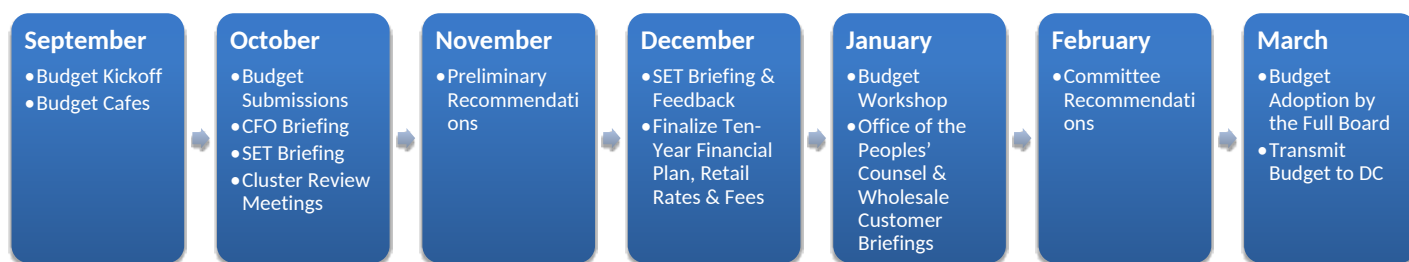 September
•Budget Kickoff
•Budget Cafes
October
•Budget
Submissions
•CFO Briefing
•SET Briefing
•Cluster Review
Meetings
November
•Preliminary
Recommendati
ons
December
•SET Briefing &
Feedback
•Finalize Ten-
Year Financial
Plan, Retail
Rates & Fees
January
•Budget
Workshop
•Office of the
Peoples’
Counsel &
Wholesale
Customer
Briefings
February
•Committee
Recommendati
ons
March
•Budget
Adoption by
the Full Board
•Transmit
Budget to DC